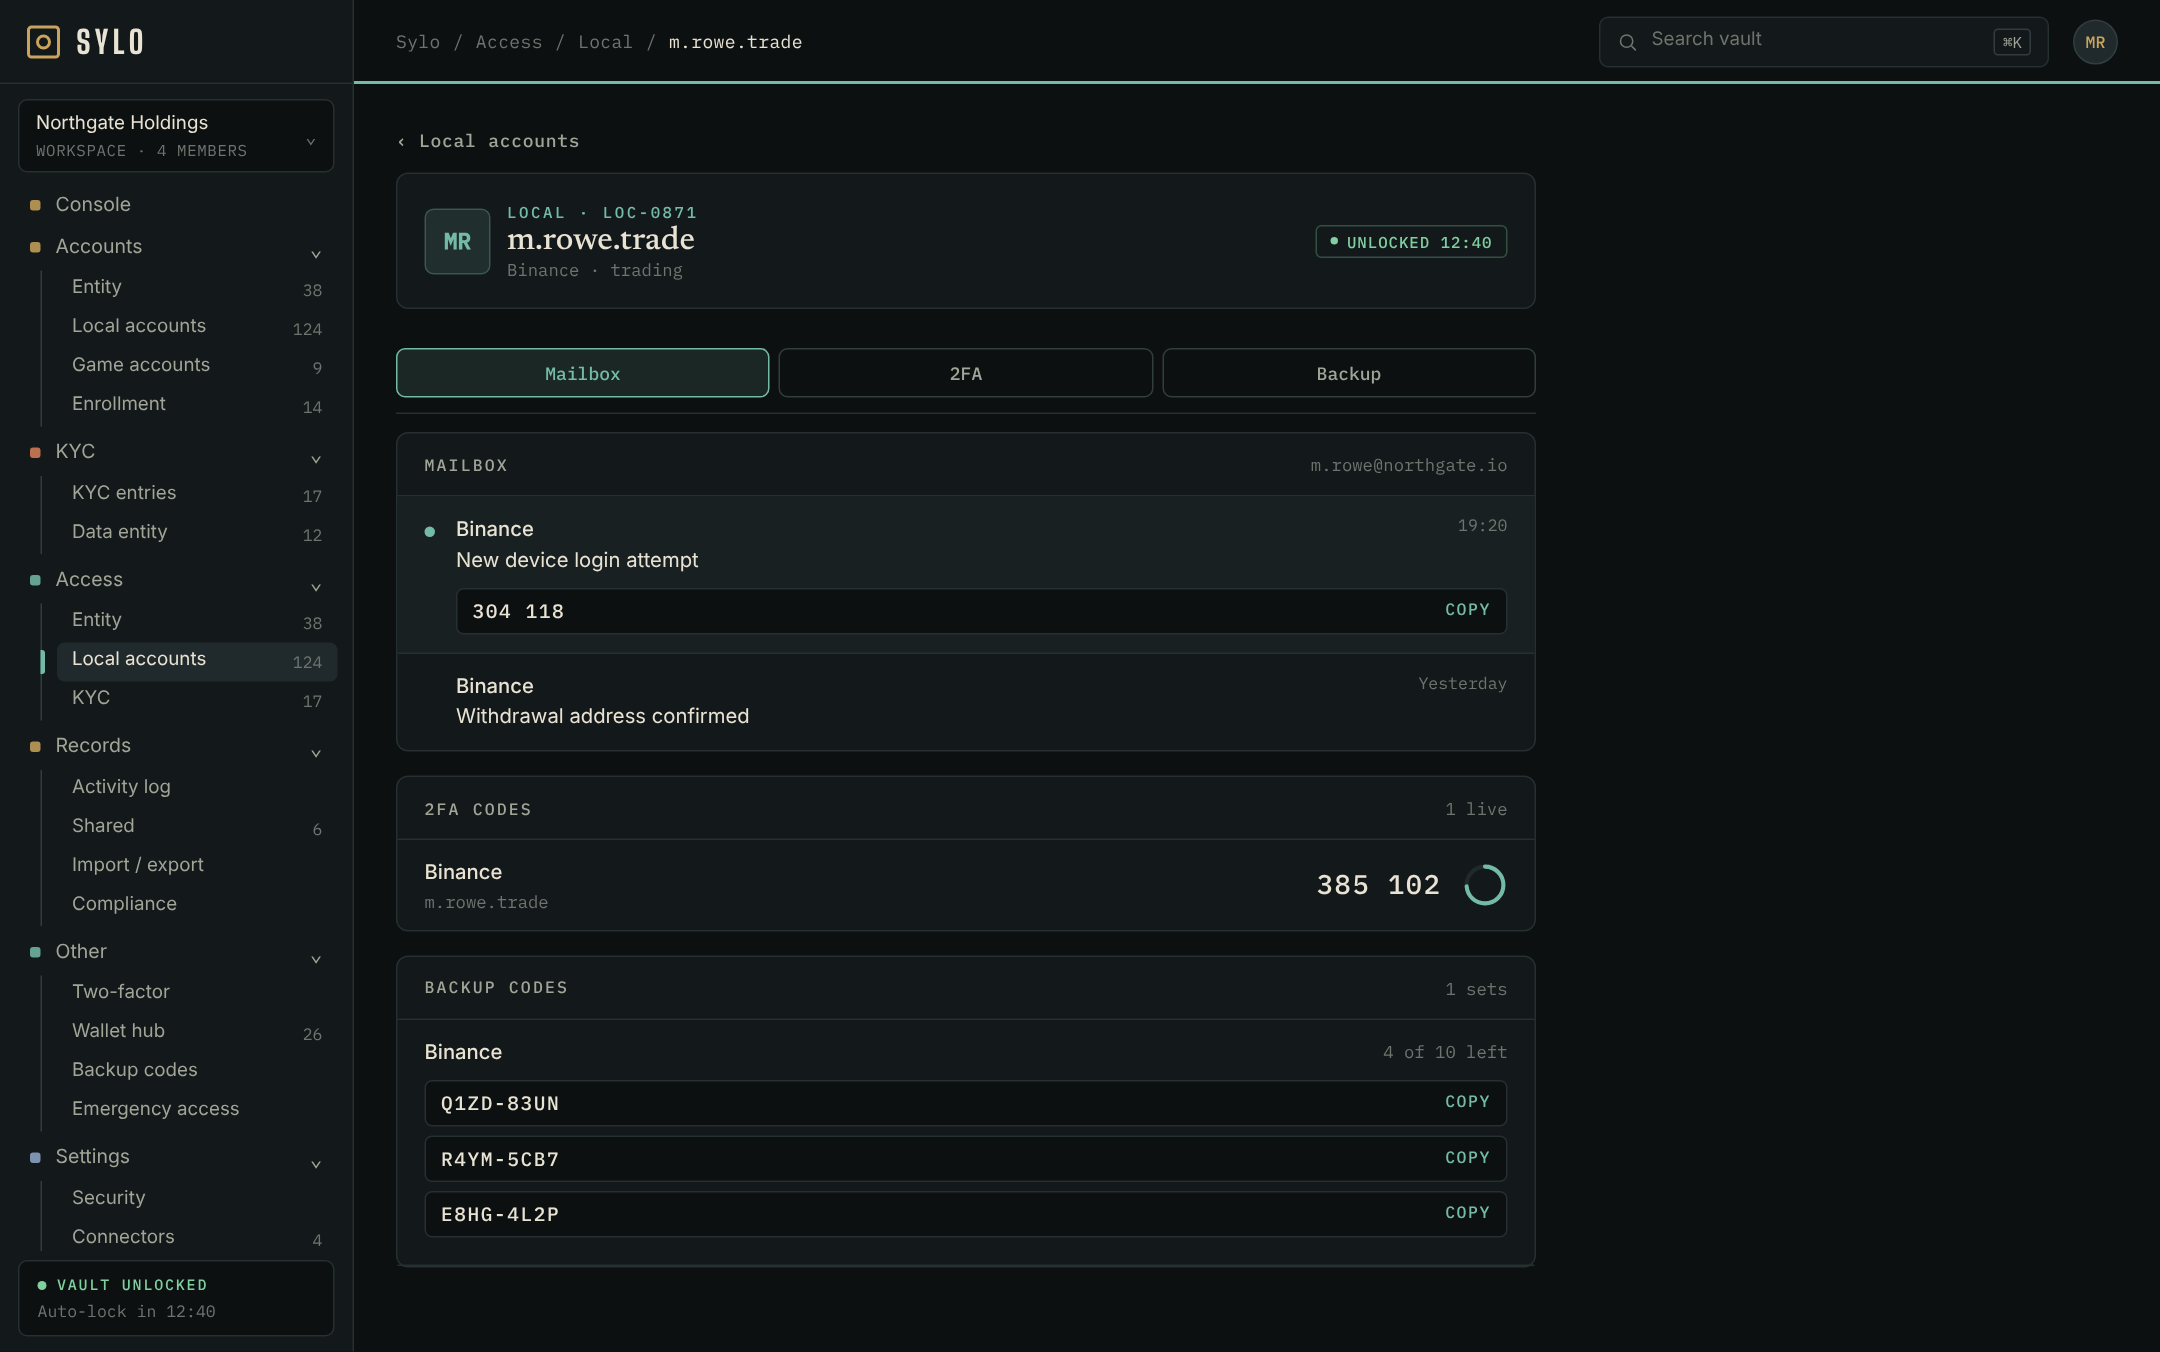 SYLO
Northgate Holdings
WORKSPACE · 4 MEMBERS
Console
Accounts
Entity 38
Local accounts 124
Game accounts 9
Enrollment 14
KYC
KYC entries 17
Data entity 12
Access
Entity 38
Local accounts 124
KYC 17
Records
Activity log
Shared 6
Import / export
Compliance
Other
Two-factor
Wallet hub 26
Backup codes
Emergency access
Settings
Security
Connectors 4
VAULT UNLOCKED
Auto-lock in 12:40
Sylo / Access / Local / m.rowe.trade
Search vault ⌘K
MR
‹ Local accounts
MR
LOCAL · LOC-0871
m.rowe.trade
Binance · trading
UNLOCKED 12:40
Mailbox 2FA Backup
MAILBOX m.rowe@northgate.io
Binance 19:20
New device login attempt
304 118 COPY
Binance Yesterday
Withdrawal address confirmed
2FA CODES 1 live
Binance
m.rowe.trade
385 102
BACKUP CODES 1 sets
Binance 4 of 10 left
Q1ZD-83UN COPY
R4YM-5CB7 COPY
E8HG-4L2P COPY